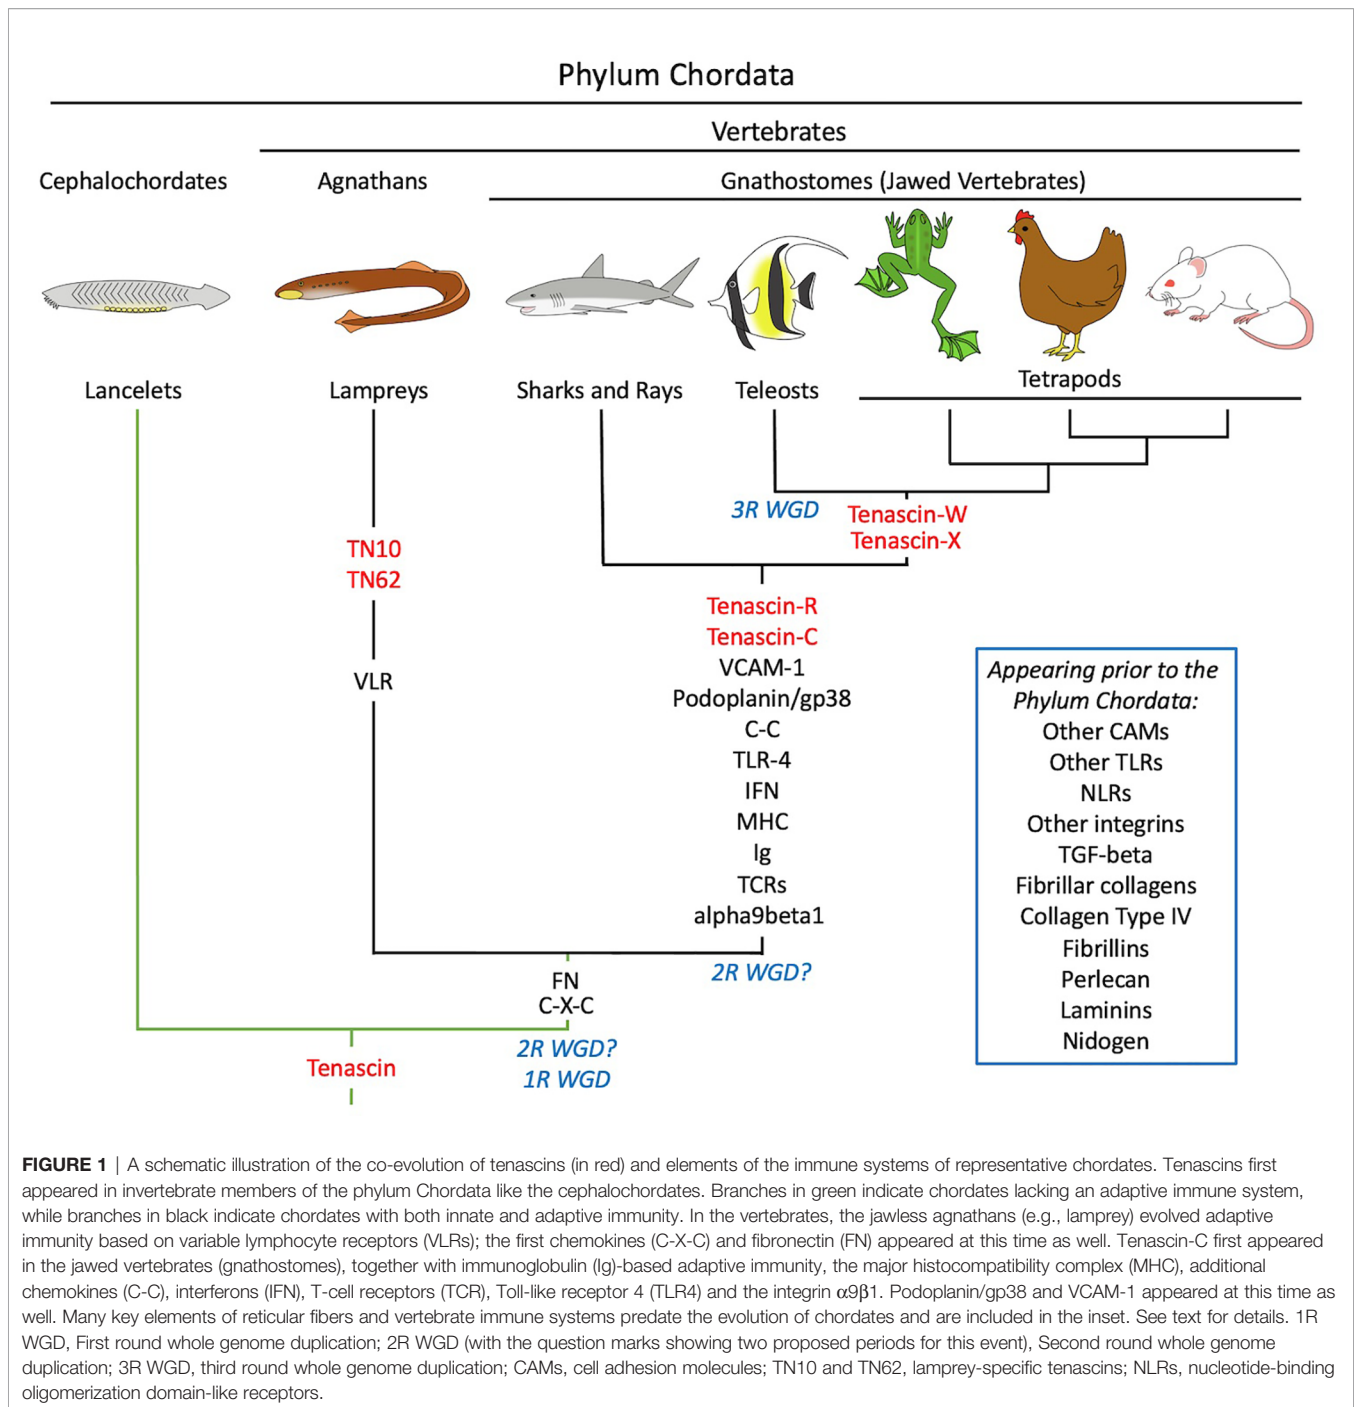 Phylum Chordata
Vertebrates
Cephalochordates
Agnathans
Gnathostomes (Jawed Vertebrates)
Lancelets
Lampreys
Sharks and Rays
Teleosts
Tetrapods
3R WGD
Tenascin-W
Tenascin-X
TN10
TN62
VLR
Tenascin-R
Tenascin-C
VCAM-1
Podoplanin/gp38
C-C
TLR-4
IFN
MHC
Ig
TCRs
alpha9beta1
2R WGD?
FN
C-X-C
2R WGD?
1R WGD
Tenascin
Appearing prior to the
Phylum Chordata:
Other CAMs
Other TLRs
NLRs
Other integrins
TGF-beta
Fibrillar collagens
Collagen Type IV
Fibrillins
Perlecan
Laminins
Nidogen
FIGURE 1 | A schematic illustration of the co-evolution of tenascins (in red) and elements of the immune systems of representative chordates. Tenascins first
appeared in invertebrate members of the phylum Chordata like the cephalochordates. Branches in green indicate chordates lacking an adaptive immune system,
while branches in black indicate chordates with both innate and adaptive immunity. In the vertebrates, the jawless agnathans (e.g., lamprey) evolved adaptive
immunity based on variable lymphocyte receptors (VLRs); the first chemokines (C-X-C) and fibronectin (FN) appeared at this time as well. Tenascin-C first appeared
in the jawed vertebrates (gnathostomes), together with immunoglobulin (Ig)-based adaptive immunity, the major histocompatibility complex (MHC), additional
chemokines (C-C), interferons (IFN), T-cell receptors (TCR), Toll-like receptor 4 (TLR4) and the integrin α9β1. Podoplanin/gp38 and VCAM-1 appeared at this time as
well. Many key elements of reticular fibers and vertebrate immune systems predate the evolution of chordates and are included in the inset. See text for details. 1R
WGD, First round whole genome duplication; 2R WGD (with the question marks showing two proposed periods for this event), Second round whole genome
duplication; 3R WGD, third round whole genome duplication; CAMs, cell adhesion molecules; TN10 and TN62, lamprey-specific tenascins; NLRs, nucleotide-binding
oligomerization domain-like receptors.